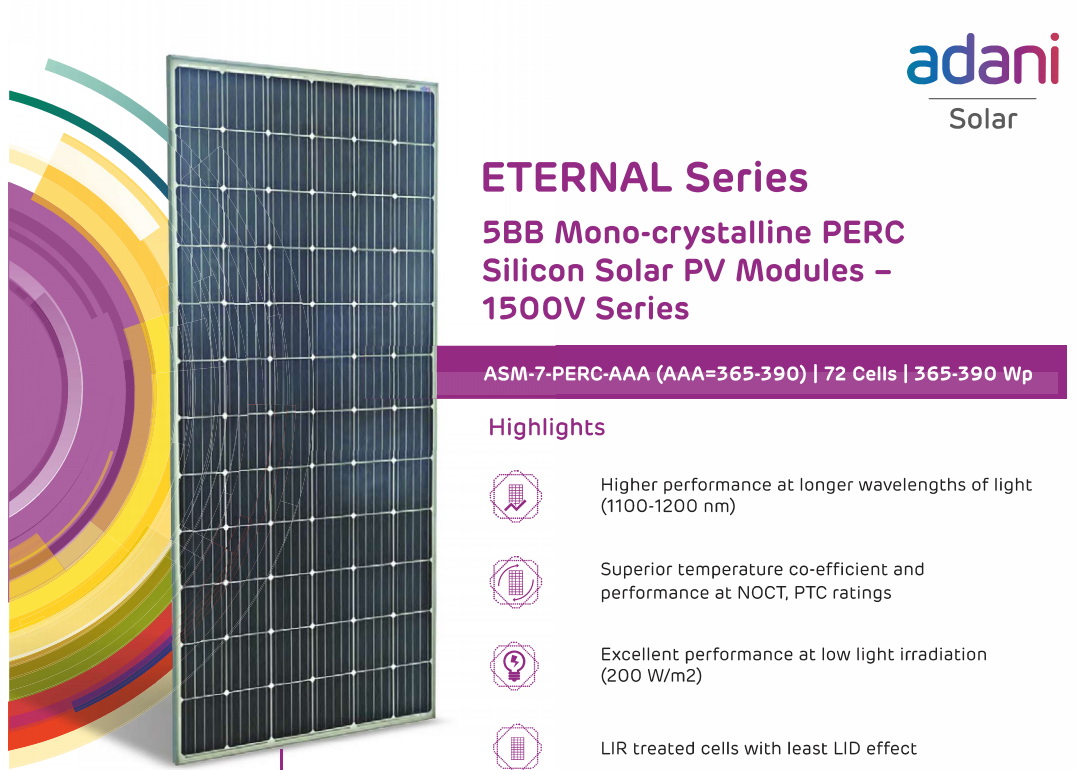 adani
Solar
ETERNAL Series
5BB Mono-crystalline PERC
Silicon Solar PV Modules –
1500V Series
ASM-7-PERC-AAA (AAA=365-390) | 72 Cells | 365-390 Wp
Highlights
Higher performance at longer wavelengths of light
(1100-1200 nm)
Superior temperature co-efficient and
performance at NOCT, PTC ratings
Excellent performance at low light irradiation
(200 W/m2)
LIR treated cells with least LID effect